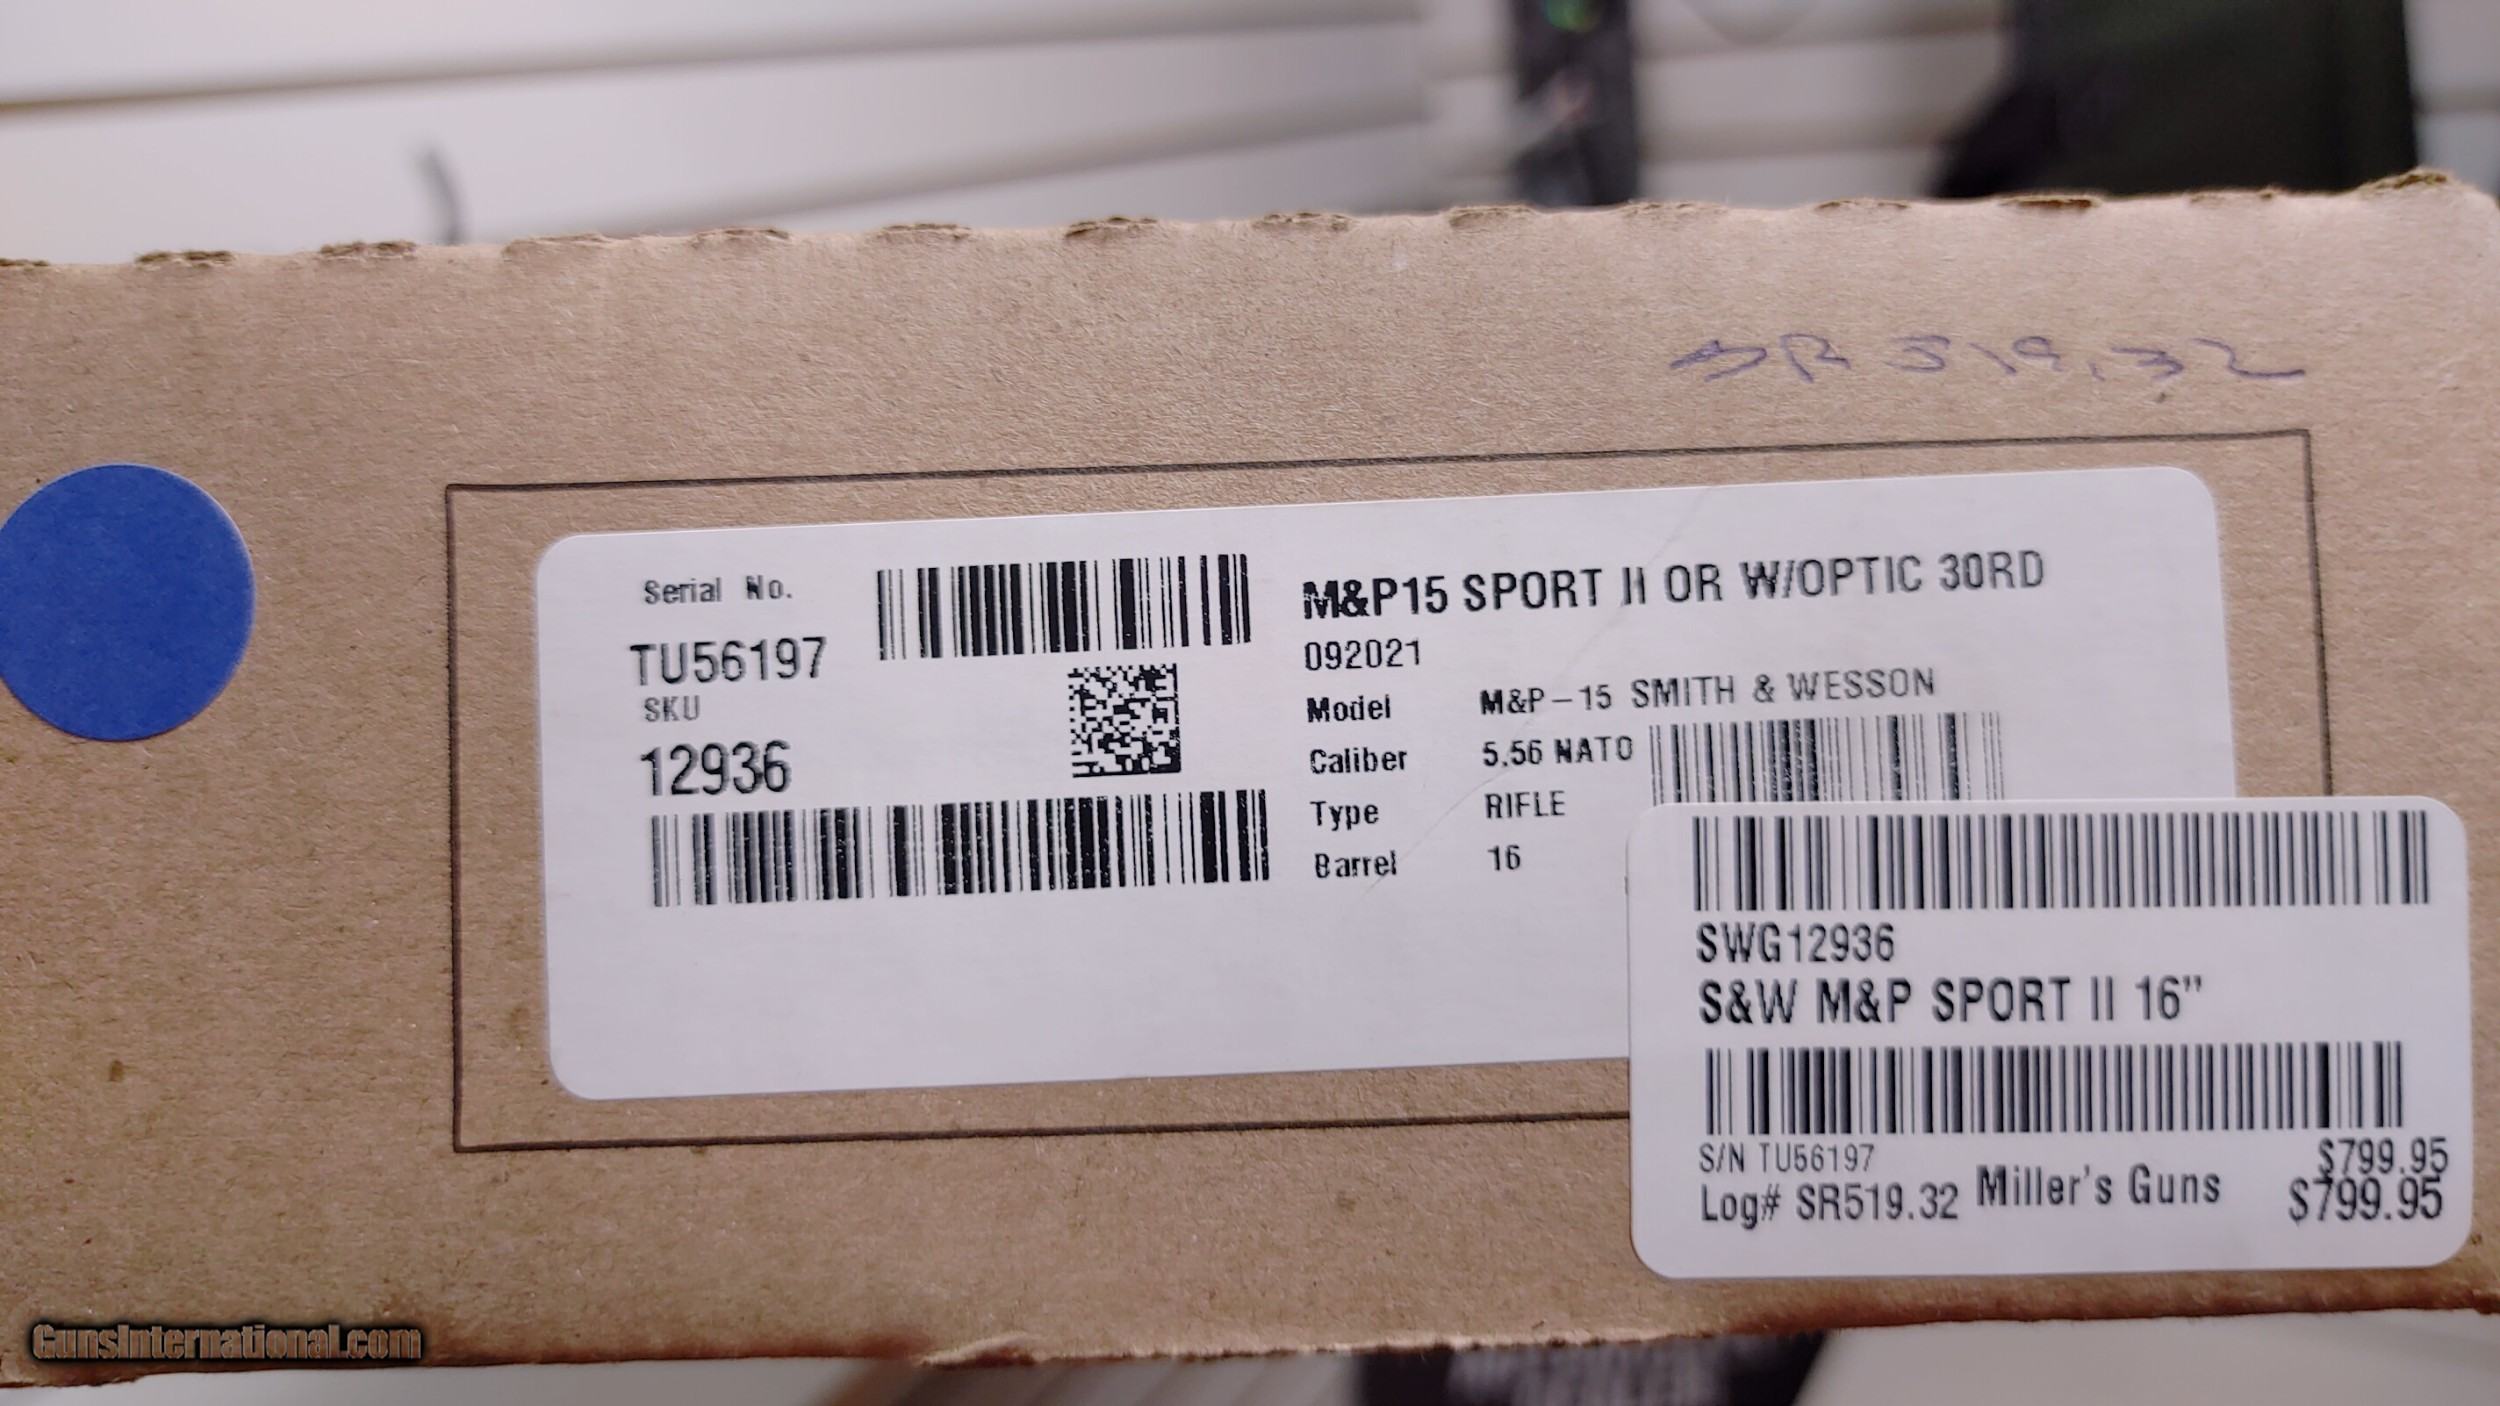 SR 519.32
Serial No.
TU56197
SKU
12936
M&P15 SPORT II OR W/OPTIC 30RD
092021
Model M&P-15 SMITH & WESSON
Caliber 5.56 NATO
Type RIFLE
Barrel 16
SWG12936
S&W M&P SPORT II 16"
S/N TU56197 $799.95
Log# SR519.32 Miller's Guns $799.95
GunsInternational.com